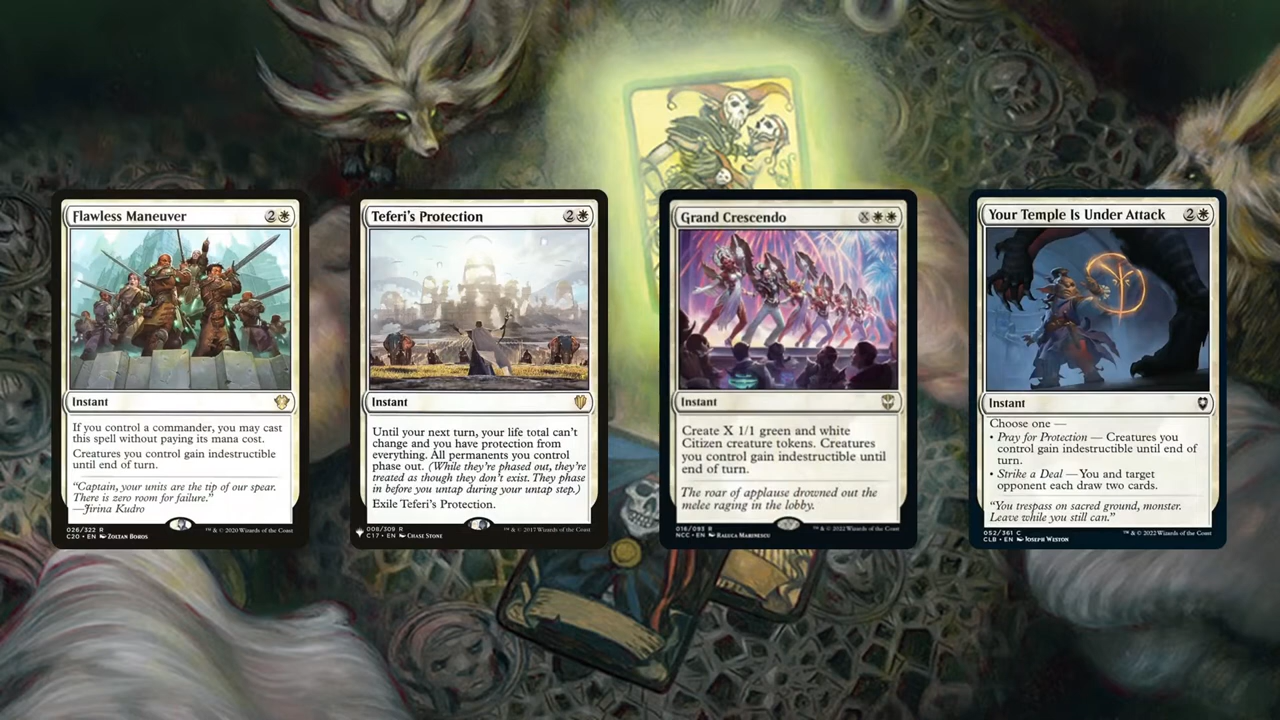 Flawless Maneuver 2
Instant
If you control a commander, you may cast
this spell without paying its mana cost.
Creatures you control gain indestructible
until end of turn.
"Captain, your units are the tip of our spear.
There is zero room for failure."
—Jirina Kudro
026/322 R
C20 • EN Zoltan Boros
™ & © 2020 Wizards of the Coast
Teferi's Protection 2
Instant
Until your next turn, your life total can't
change and you have protection from
everything. All permanents you control
phase out. (While they're phased out, they're
treated as though they don't exist. They phase
in before you untap during your untap step.)
Exile Teferi's Protection.
008/309 R
C17 • EN Chase Stone
™ & © 2017 Wizards of the Coast
Grand Crescendo X
Instant
Create X 1/1 green and white
Citizen creature tokens. Creatures
you control gain indestructible until
end of turn.
The roar of applause drowned out the
melee raging in the lobby.
016/093 R
NCC • EN Raluca Marinescu
™ & © 2022 Wizards of the Coast
Your Temple Is Under Attack 2
Instant
Choose one —
• Pray for Protection — Creatures you
control gain indestructible until end of
turn.
• Strike a Deal — You and target
opponent each draw two cards.
"You trespass on sacred ground, monster.
Leave while you still can."
052/361 C
CLB • EN Joseph Weston
™ & © 2022 Wizards of the Coast